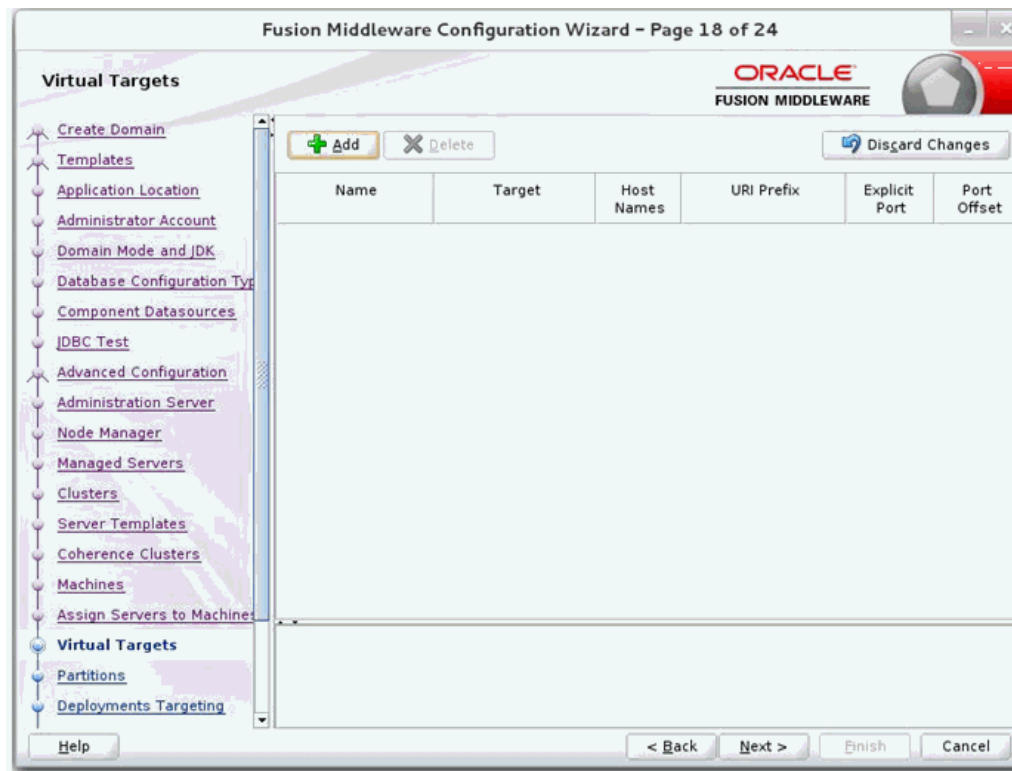 Fusion Middleware Configuration Wizard – Page 18 of 24
Virtual Targets
ORACLE
FUSION MIDDLEWARE
Create Domain
Templates
Application Location
Administrator Account
Domain Mode and JDK
Database Configuration Typ
Component Datasources
JDBC Test
Advanced Configuration
Administration Server
Node Manager
Managed Servers
Clusters
Server Templates
Coherence Clusters
Machines
Assign Servers to Machines
Virtual Targets
Partitions
Deployments Targeting
Add
Delete
Discard Changes
Name
Target
Host
Names
URI Prefix
Explicit
Port
Port
Offset
Help
< Back
Next >
Finish
Cancel